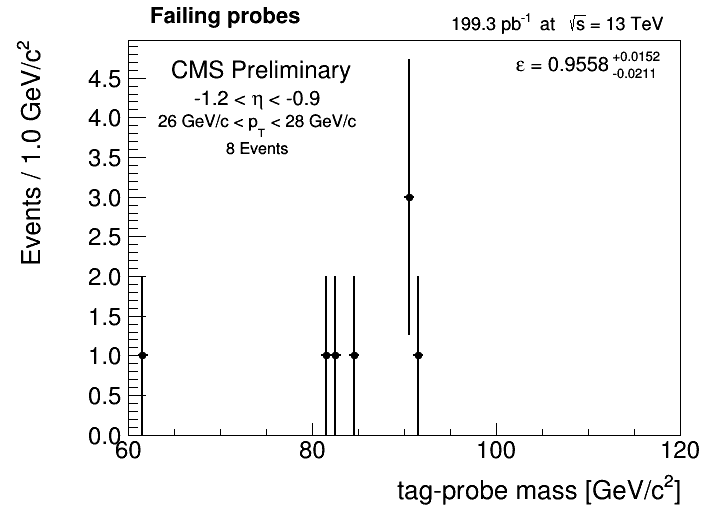 Failing probes
199.3 pb⁻¹ at √s = 13 TeV
CMS Preliminary
ε = 0.9558 +0.0152 -0.0211
-1.2 < η < -0.9
26 GeV/c < p_T < 28 GeV/c
8 Events
Events / 1.0 GeV/c²
4.5
4.0
3.5
3.0
2.5
2.0
1.5
1.0
0.5
0.0
60 80 100 120
tag-probe mass [GeV/c²]